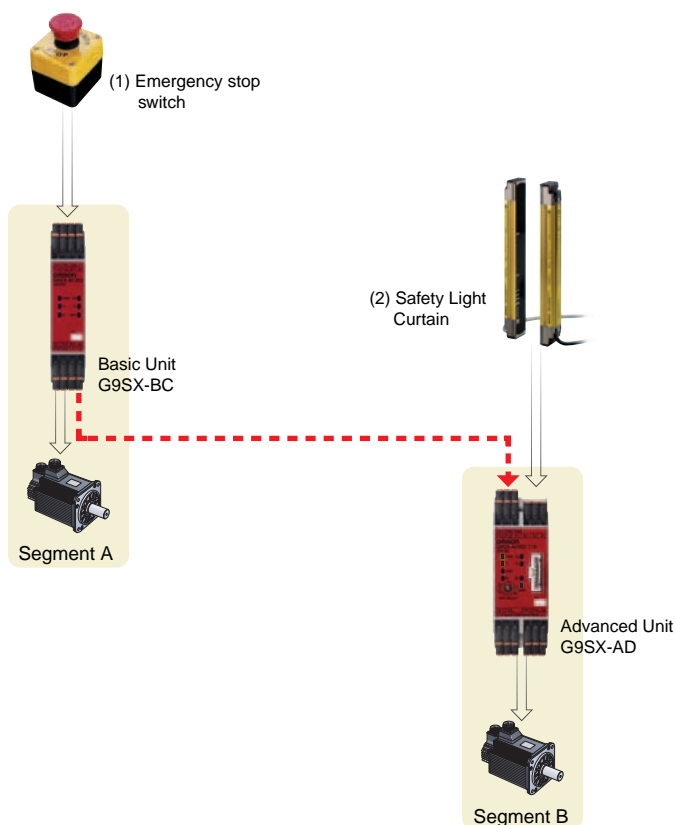 (1) Emergency stop
switch
(2) Safety Light
Curtain
Basic Unit
G9SX-BC
Segment A
Advanced Unit
G9SX-AD
Segment B